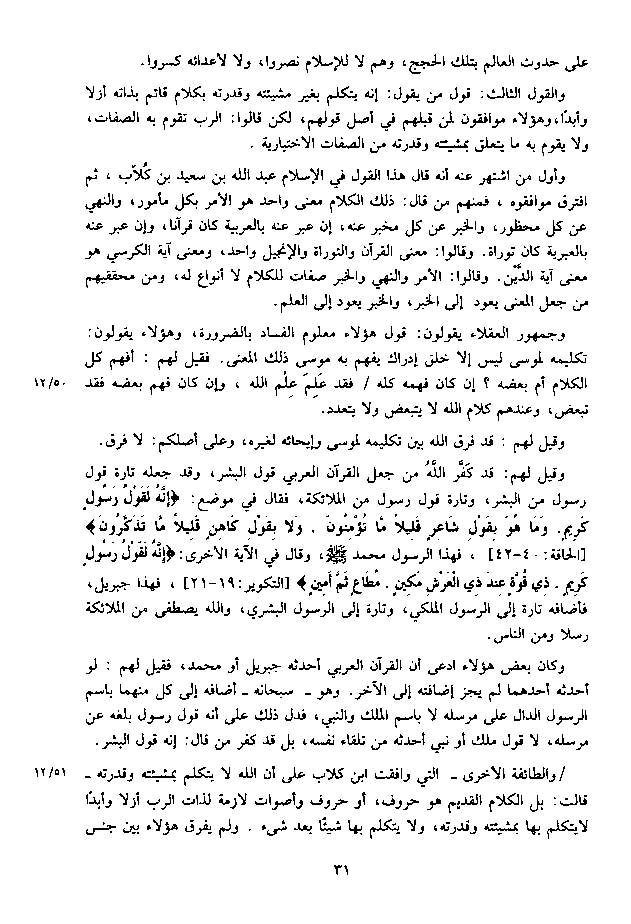 على حدوث العالم بتلك الحجج، وهم لا للإسلام نصروا، ولا لأعدائه كسروا.
والقول الثالث: قول من يقول: إنه يتكلم بغير مشيئته وقدرته بكلام قائم بذاته أزلا
وأبدًا، وهؤلاء موافقون لمن قبلهم في أصل قولهم، لكن قالوا: الرب تقوم به الصفات،
ولا يقوم به ما يتعلق بمشيئته وقدرته من الصفات الاختيارية .
وأول من اشتهر عنه أنه قال هذا القول في الإسلام عبد الله بن سعيد بن كُلاَّب ، ثم
افترق موافقوه ، فمنهم من قال: ذلك الكلام معنى واحد هو الأمر بكل مأمور، والنهي
عن كل محظور، والخبر عن كل مخبر عنه، إن عبر عنه بالعربية كان قرآنا، وإن عبر عنه
بالعبرية كان توراة. وقالوا: معنى القرآن والتوراة والإنجيل واحد، ومعنى آية الكرسي هو
معنى آية الدَّيْن. وقالوا: الأمر والنهي والخبر صفات للكلام لا أنواع له، ومن محققيهم
من جعل المعنى يعود إلى الخبر، والخبر يعود إلى العلم.
وجمهور العقلاء يقولون: قول هؤلاء معلوم الفساد بالضرورة، وهؤلاء يقولون:
تكليمه لموسى ليس إلا خلق إدراك يفهم به موسى ذلك المعنى. فقيل لهم : أفهم كل
الكلام أم بعضه ؟ إن كان فهمه كله / فقد عَلِمَ عِلْم الله ، وإن كان فهم بعضه فقد ١٢/٥٠
تبعض، وعندهم كلام الله لا يتبعض ولا يتعدد.
وقيل لهم : قد فرق الله بين تكليمه لموسى وإيحائه لغيره، وعلى أصلكم: لا فرق.
وقيل لهم: قد كَفَّر اللَّهُ من جعل القرآن العربي قول البشر، وقد جعله تارة قول
رسول من البشر، وتارة قول رسول من الملائكة، فقال في موضع: ﴿إِنَّهُ لَقَوْلُ رَسُولٍ
كَرِيمٍ. وَمَا هُوَ بِقَوْلِ شَاعِرٍ قَلِيلاً مَّا تُؤْمِنُونَ . وَلا بِقَوْلِ كَاهِنٍ قَلِيلاً مَّا تَذَكَّرُونَ﴾
[الحاقة: ٤٠-٤٢] ، فهذا الرسول محمد ﷺ، وقال في الآية الأخرى: ﴿إِنَّهُ لَقَوْلُ رَسُولٍ
كَرِيمٍ . ذِي قُوَّةٍ عِندَ ذِي الْعَرْشِ مَكِينٍ . مُطَاعٍ ثَمَّ أَمِينٍ ﴾ [التكوير: ١٩-٢١] ، فهذا جبريل،
فأضافه تارة إلى الرسول الملكي، وتارة إلى الرسول البشري، والله يصطفى من الملائكة
رسلا ومن الناس.
وكان بعض هؤلاء ادعى أن القرآن العربي أحدثه جبريل أو محمد، فقيل لهم : لو
أحدثه أحدهما لم يجز إضافته إلى الآخر. وهو ـ سبحانه ـ أضافه إلى كل منهما باسم
الرسول الدال على مرسله لا باسم الملك والنبي، فدل ذلك على أنه قول رسول بلغه عن
مرسله، لا قول ملك أو نبي أحدثه من تلقاء نفسه، بل قد كفر من قال: إنه قول البشر.
/ والطائفة الأخرى ـ التي وافقت ابن كلاب على أن الله لا يتكلم بمشيئته وقدرته ـ ١٢/٥١
قالت: بل الكلام القديم هو حروف، أو حروف وأصوات لازمة لذات الرب أزلا وأبدًا
لايتكلم بها بمشيئته وقدرته، ولا يتكلم بها شيئًا بعد شيء . ولم يفرق هؤلاء بين جنس
٣١